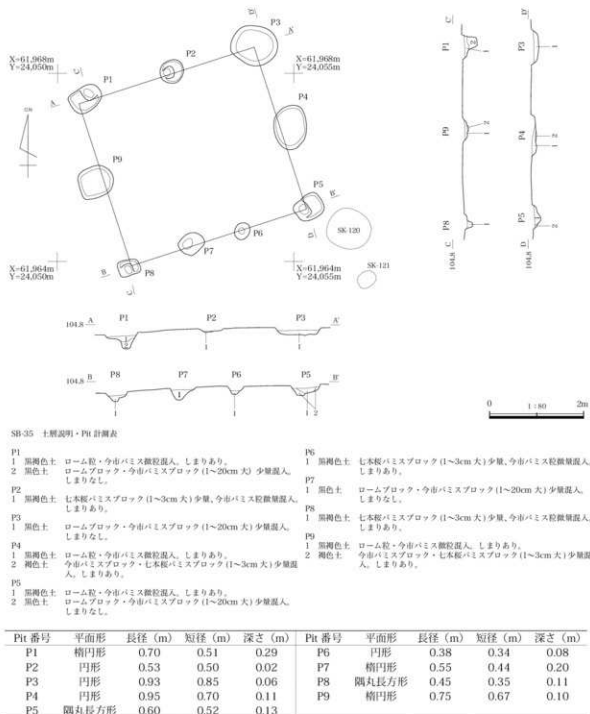 D'
P3
A'
C'
D'
X=61,968m
Y=24,050m
C'
P2
X=61,968m
Y=24,055m
P1
P3
P1
A
P4
P9
P9
P4
P5
B'
SK-120
P6
D
P7
P8
P5
X=61,964m
Y=24,050m
B
P8
X=61,964m
Y=24,055m
SK-121
C
D
104.8
104.8
104.8 A
P1
P2
P3
A'
104.8 B
P8
P7
P6
P5
B'
0
1:80
2m
SB-35 土層説明・Pit 計測表
P1
1 黒褐色土 ローム粒・今市パミス微粒混入。しまりあり。
2 黒色土 ロームブロック・今市パミスブロック(1～20cm 大) 少量混入。
しまりなし。
P2
1 黒褐色土 七本桜パミスブロック(1～3cm 大)少量、今市パミス粒微量混入。
しまりあり。
P3
1 黒色土 ロームブロック・今市パミスブロック(1～20cm 大)少量混入。
しまりなし。
P4
1 黒褐色土 ローム粒・今市パミス微粒混入。しまりあり。
2 褐色土 今市パミスブロック・七本桜パミスブロック(1～3cm 大)少量混
入。しまりあり。
P5
1 黒色土 ローム粒・今市パミス微粒混入。しまりあり。
2 黒色土 ロームブロック・今市パミスブロック(1～20cm 大)少量混入。
しまりなし。
P6
1 黒褐色土 七本桜パミスブロック(1～3cm 大)少量、今市パミス粒微量混入。
しまりあり。
P7
1 黒色土 ロームブロック・今市パミスブロック(1～20cm 大)少量混入。
しまりなし。
P8
1 黒褐色土 七本桜パミスブロック(1～3cm 大)少量、今市パミス粒微量混入。
しまりあり。
P9
1 黒褐色土 ローム粒・今市パミス微粒混入。しまりあり。
2 褐色土 今市パミスブロック・七本桜パミスブロック(1～3cm 大)少量混
入。しまりあり。
Pit 番号 平面形 長径（m） 短径（m） 深さ（m） Pit 番号 平面形 長径（m） 短径（m） 深さ（m）
P1 楕円形 0.70 0.51 0.29 P6 円形 0.38 0.34 0.08
P2 円形 0.53 0.50 0.02 P7 楕円形 0.55 0.44 0.20
P3 円形 0.93 0.85 0.06 P8 隅丸長方形 0.45 0.35 0.11
P4 円形 0.95 0.70 0.11 P9 楕円形 0.75 0.67 0.10
P5 隅丸長方形 0.60 0.52 0.13